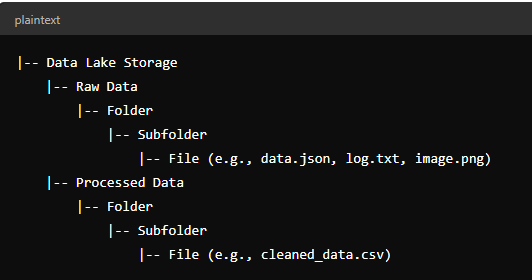 plaintext
|-- Data Lake Storage
|-- Raw Data
|-- Folder
|-- Subfolder
|-- File (e.g., data.json, log.txt, image.png)
|-- Processed Data
|-- Folder
|-- Subfolder
|-- File (e.g., cleaned_data.csv)